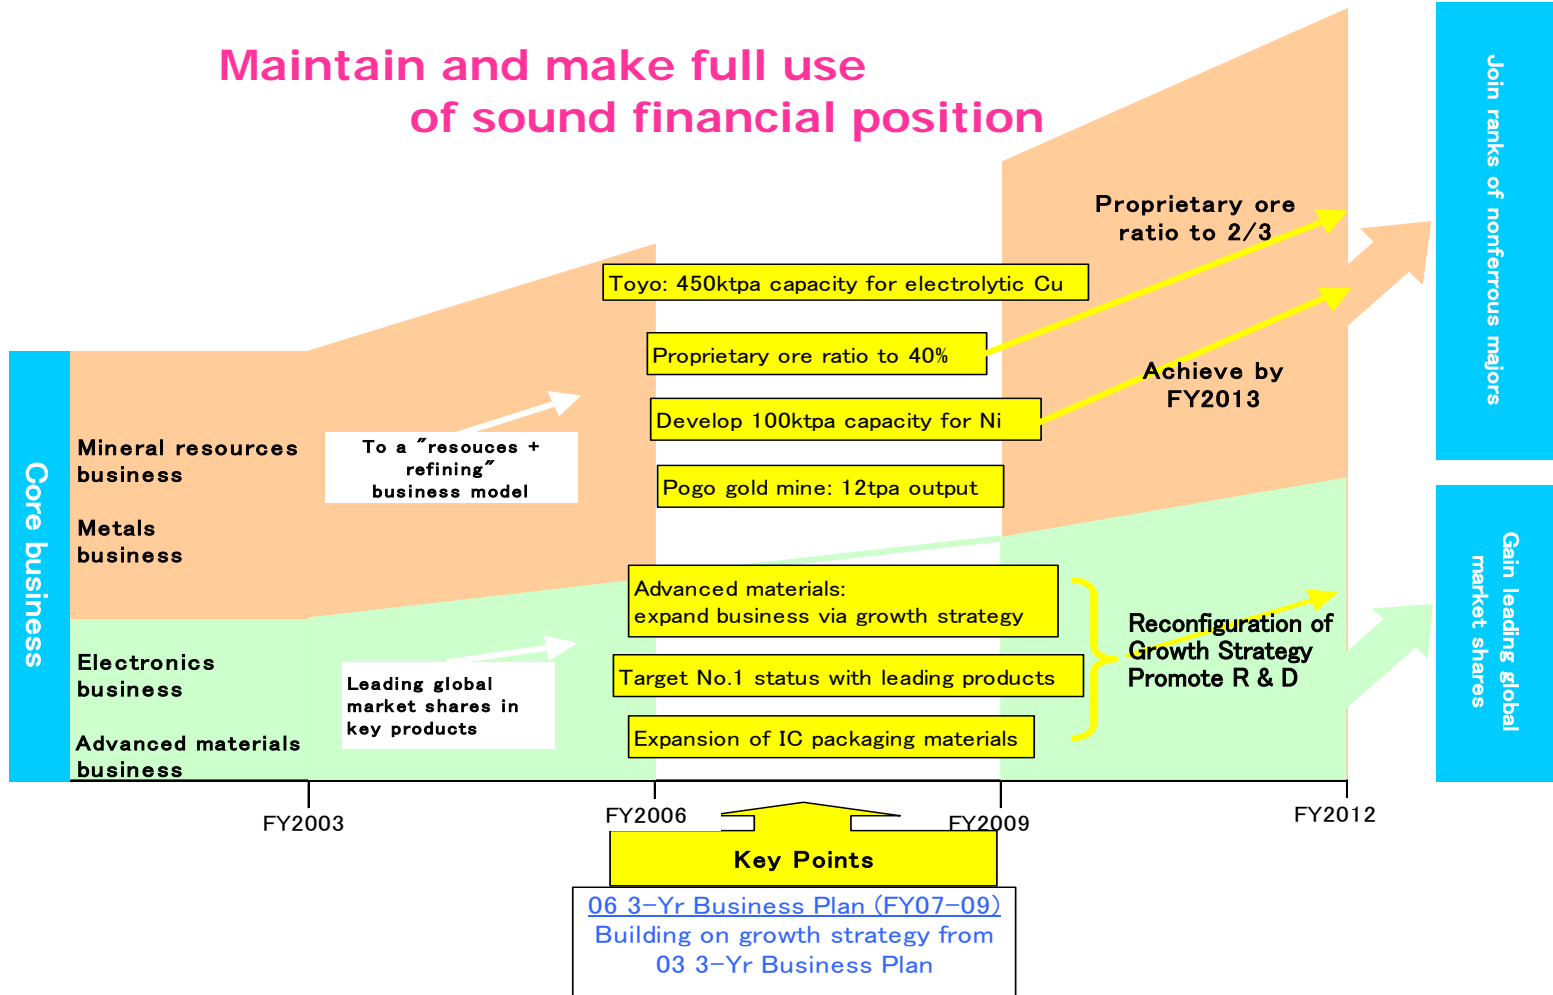 Maintain and make full use
of sound financial position
Join ranks of nonferrous majors
Proprietary ore
ratio to 2/3
Toyo: 450ktpa capacity for electrolytic Cu
Proprietary ore ratio to 40%
Achieve by
FY2013
Develop 100ktpa capacity for Ni
Pogo gold mine: 12tpa output
Core business
Mineral resources
business
Metals
business
To a "resouces +
refining"
business model
Electronics
business
Advanced materials
business
Leading global
market shares in
key products
Advanced materials:
expand business via growth strategy
Target No.1 status with leading products
Expansion of IC packaging materials
Reconfiguration of
Growth Strategy
Promote R & D
Gain leading global
market shares
FY2003
FY2006
FY2009
FY2012
Key Points
06 3-Yr Business Plan (FY07-09)
Building on growth strategy from
03 3-Yr Business Plan